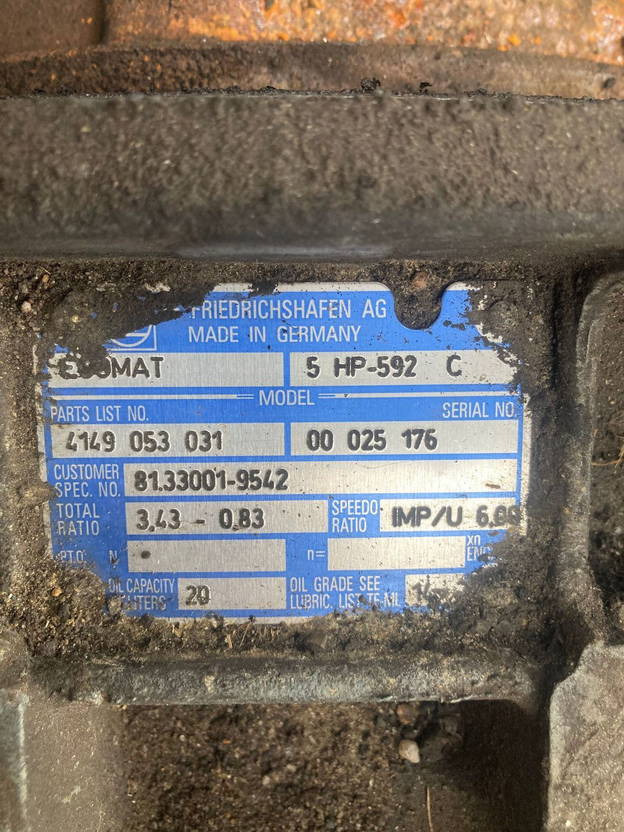 FRIEDRICHSHAFEN AG
MADE IN GERMANY
5 HP-592 C
MODEL
PARTS LIST NO.
SERIAL NO.
4149 053 031
00 025 176
CUSTOMER SPEC. NO.
81.33001-9542
TOTAL RATIO
3,43 - 0,83
SPEEDO RATIO
IMP/U
N
n=
OIL CAPACITY
20
OIL GRADE SEE
LUBRIC. LIST TE-ML